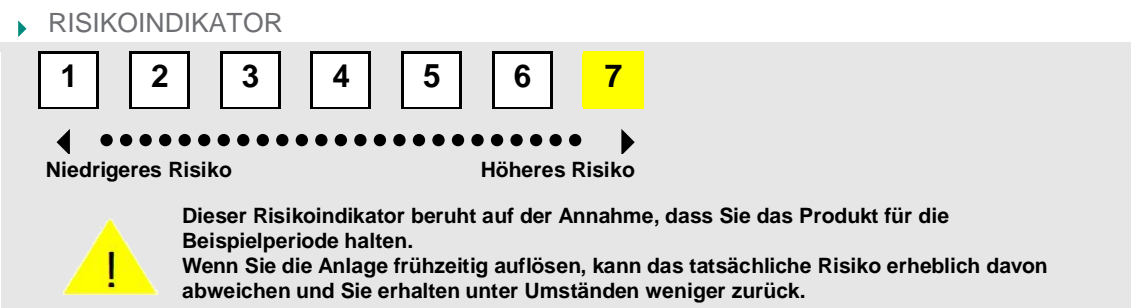 RISIKOINDIKATOR
1 2 3 4 5 6 7
Niedrigeres Risiko Höheres Risiko
Dieser Risikoindikator beruht auf der Annahme, dass Sie das Produkt für die
Beispielperiode halten.
Wenn Sie die Anlage frühzeitig auflösen, kann das tatsächliche Risiko erheblich davon
abweichen und Sie erhalten unter Umständen weniger zurück.
!